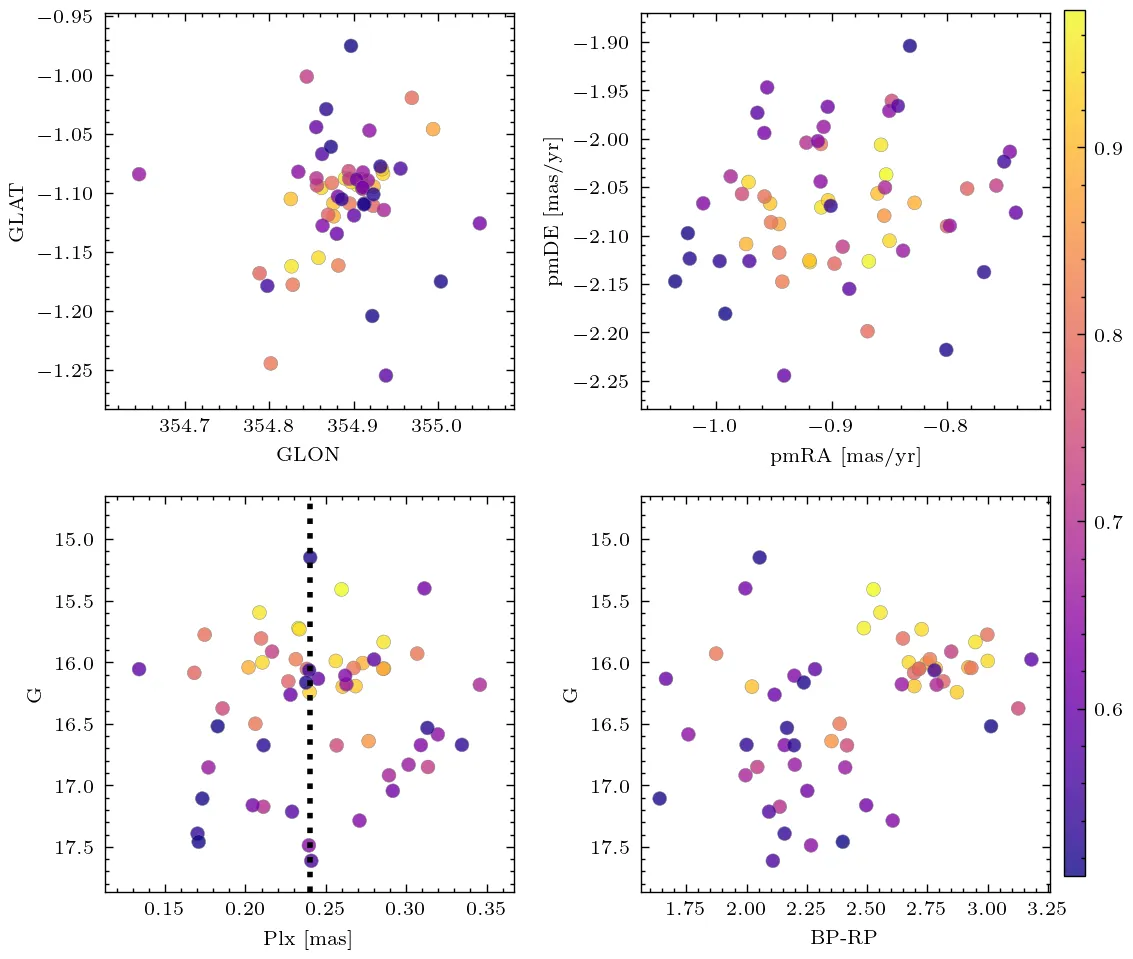 −0.95
−1.00
−1.05
−1.10
−1.15
−1.20
−1.25
GLAT
354.7 354.8 354.9 355.0
GLON
−1.90
−1.95
−2.00
−2.05
−2.10
−2.15
−2.20
−2.25
pmDE [mas/yr]
−1.0 −0.9 −0.8
pmRA [mas/yr]
15.0
15.5
16.0
16.5
17.0
17.5
G
0.15 0.20 0.25 0.30 0.35
Plx [mas]
15.0
15.5
16.0
16.5
17.0
17.5
G
1.75 2.00 2.25 2.50 2.75 3.00 3.25
BP-RP
0.9
0.8
0.7
0.6